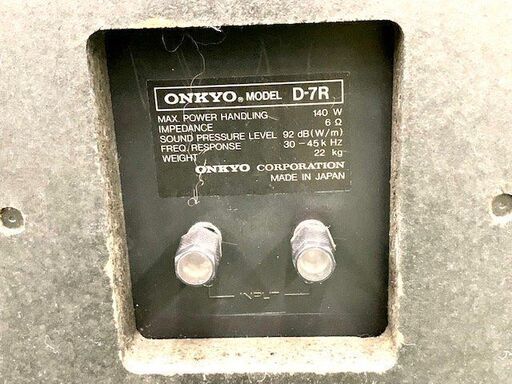 ONKYO® MODEL D-7R
MAX. POWER HANDLING 140 W
IMPEDANCE 6 Ω
SOUND PRESSURE LEVEL 92 dB (W/m)
FREQ. RESPONSE 30 – 45 k Hz
WEIGHT 22 kg
ONKYO CORPORATION
MADE IN JAPAN
INPUT